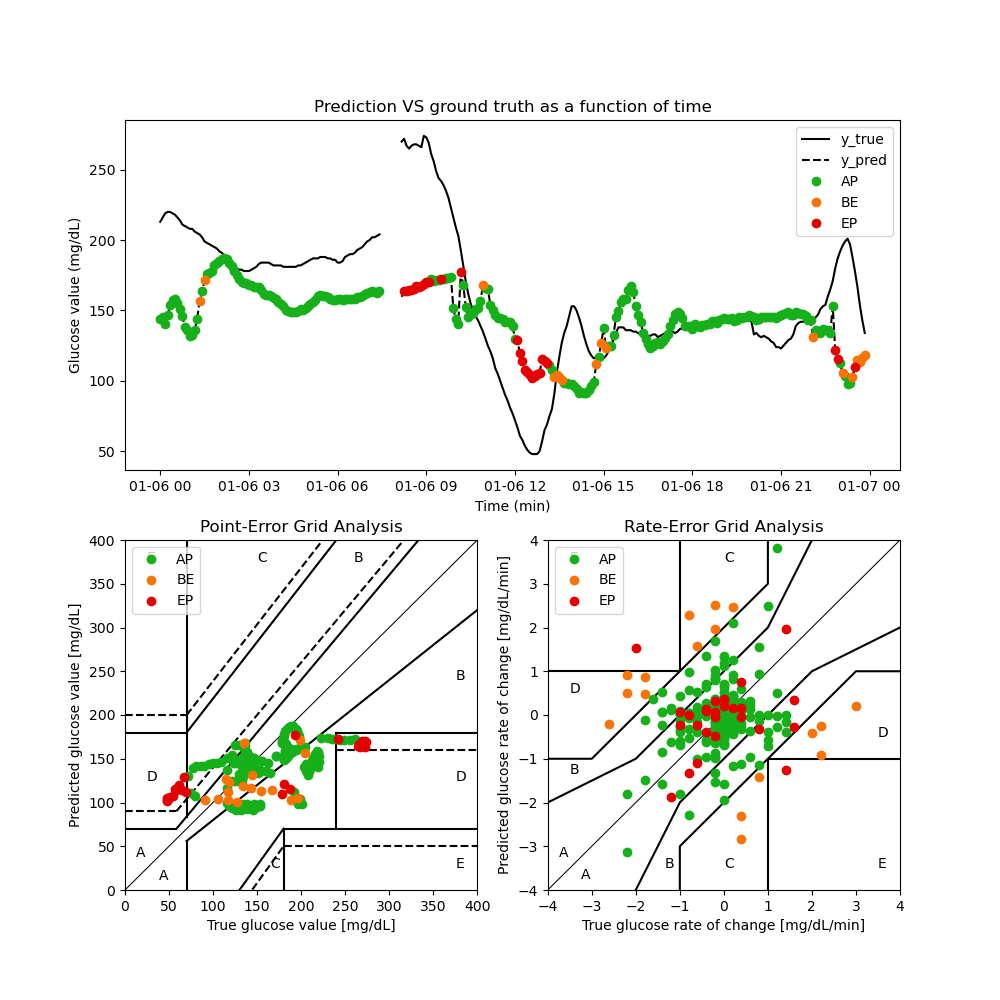 Prediction VS ground truth as a function of time
Glucose value (mg/dL)
250
200
150
100
50
y_true
y_pred
AP
BE
EP
01-06 00 01-06 03 01-06 06 01-06 09 01-06 12 01-06 15 01-06 18 01-06 21 01-07 00
Time (min)
Point-Error Grid Analysis
Predicted glucose value [mg/dL]
400
350
300
250
200
150
100
50
0
AP
BE
EP
C
B
B
D
D
A
A
C
E
0 50 100 150 200 250 300 350 400
True glucose value [mg/dL]
Rate-Error Grid Analysis
Predicted glucose rate of change [mg/dL/min]
4
3
2
1
0
−1
−2
−3
−4
AP
BE
EP
C
D
D
B
A
A
B
C
E
−4 −3 −2 −1 0 1 2 3 4
True glucose rate of change [mg/dL/min]